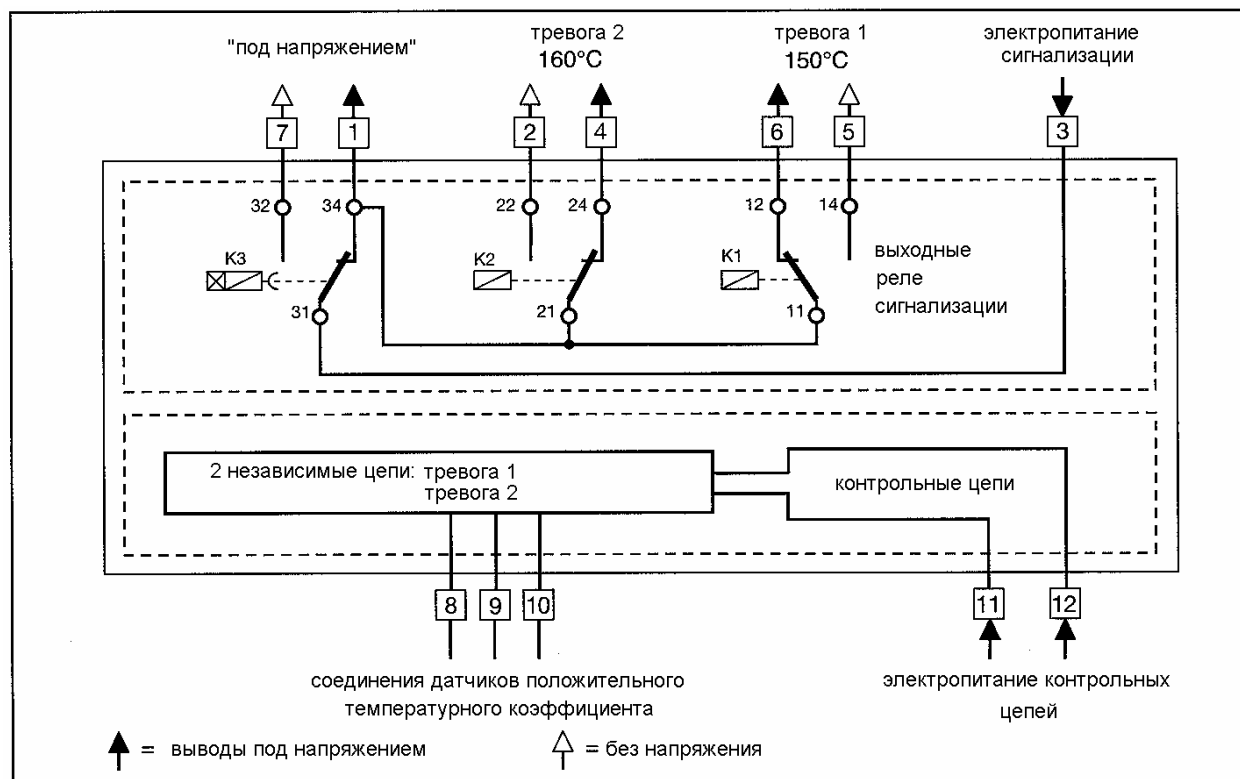 "под напряжением"
тревога 2
160°C
тревога 1
150°C
электропитание
сигнализации
7
1
2
4
6
5
3
32
34
22
24
12
14
K3
K2
K1
выходные
реле
сигнализации
31
21
11
2 независимые цепи: тревога 1
тревога 2
контрольные цепи
8
9
10
11
12
соединения датчиков положительного
температурного коэффициента
электропитание контрольных
цепей
= выводы под напряжением
= без напряжения